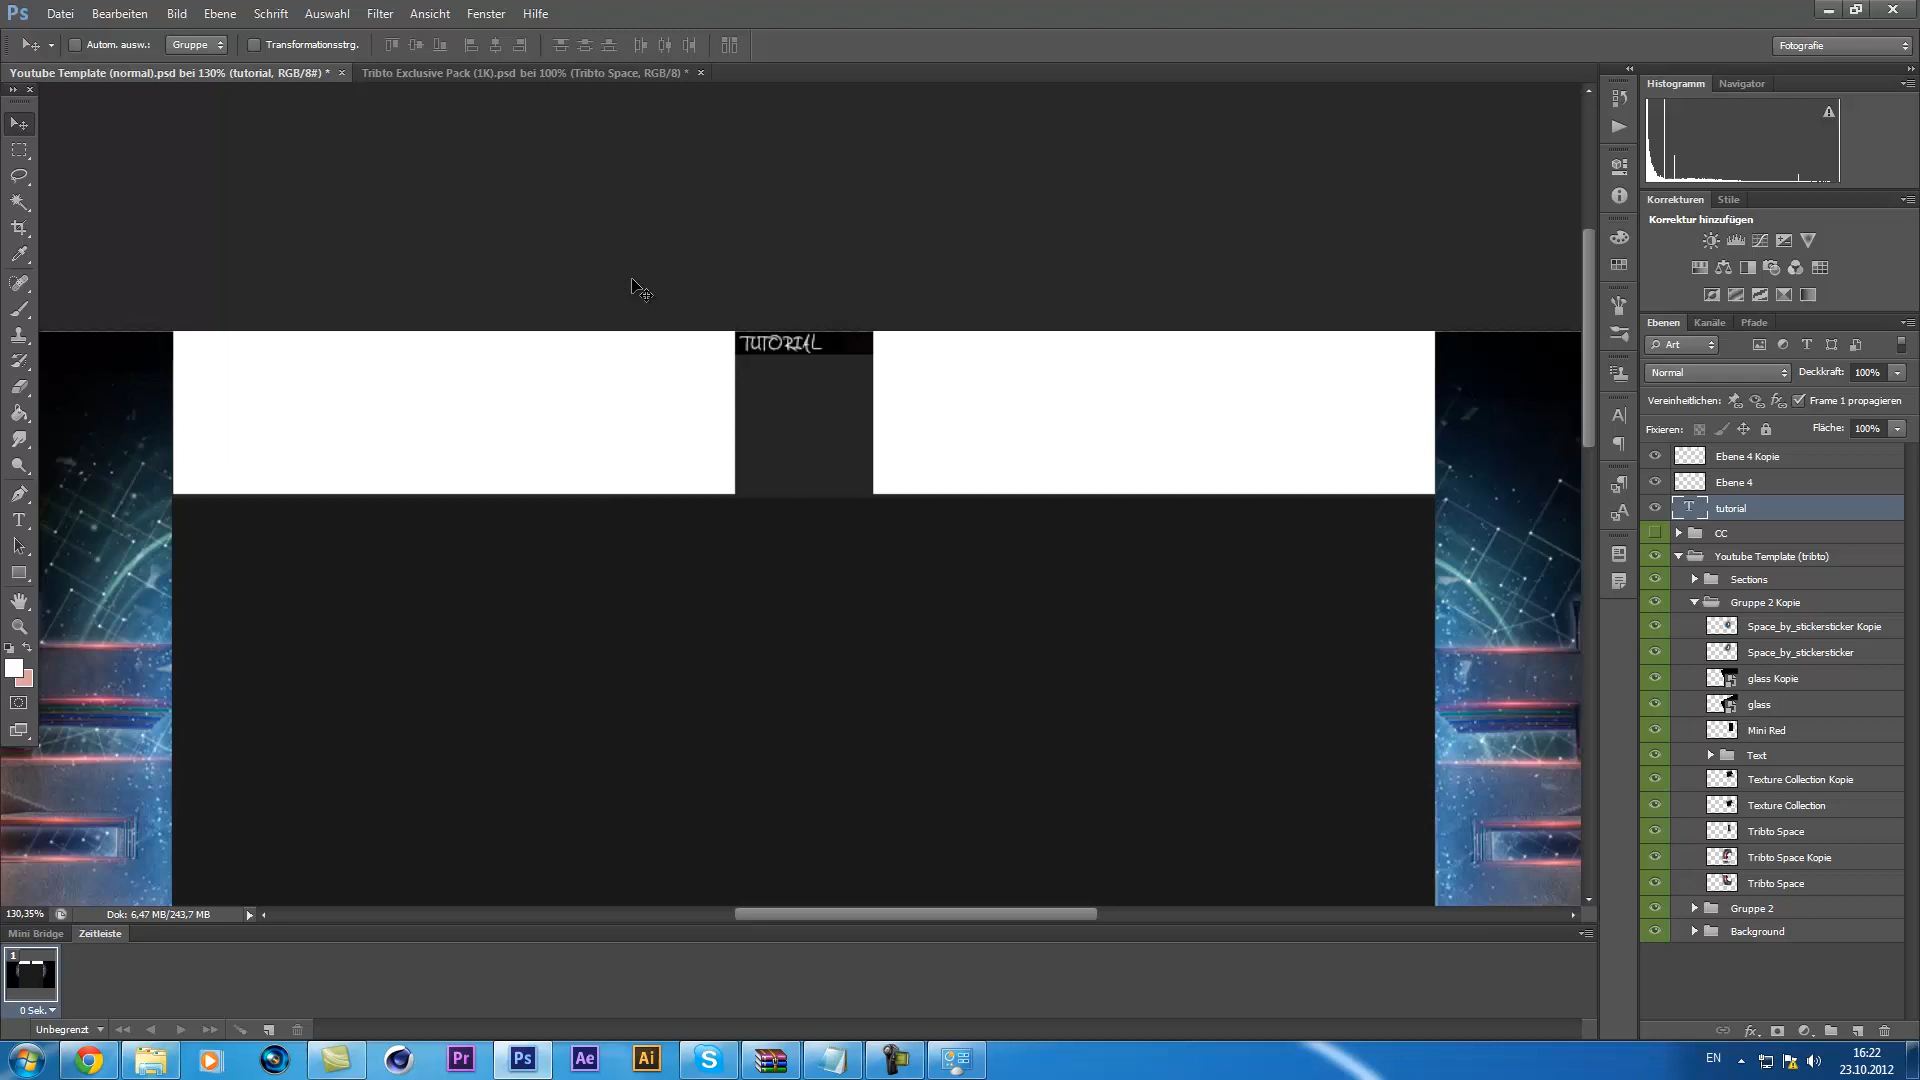 Ps Datei Bearbeiten Bild Ebene Schrift Auswahl Filter Ansicht Fenster Hilfe
Autom. ausw.: Gruppe Transformationsstrg. Fotografie
Youtube Template (normal).psd bei 130% (tutorial, RGB/8#) * Tribto Exclusive Pack (1K).psd bei 100% (Tribto Space, RGB/8) *
Histogramm Navigator
Korrekturen Stile
Korrektur hinzufügen
Ebenen Kanäle Pfade
Art
Normal Deckkraft: 100%
Vereinheitlichen: Frame 1 propagieren
Fixieren: Fläche: 100%
TUTORIAL
Ebene 4 Kopie
Ebene 4
tutorial
CC
Youtube Template (tribto)
Sections
Gruppe 2 Kopie
Space_by_stickersticker Kopie
Space_by_stickersticker
glass Kopie
glass
Mini Red
Text
Texture Collection Kopie
Texture Collection
Tribto Space
Tribto Space Kopie
Tribto Space
Gruppe 2
Background
130,35% Dok: 6,47 MB/243,7 MB
Mini Bridge Zeitleiste
1
0 Sek.
Unbegrenzt
Pr Ps Ae Ai EN 16:22
23.10.2012